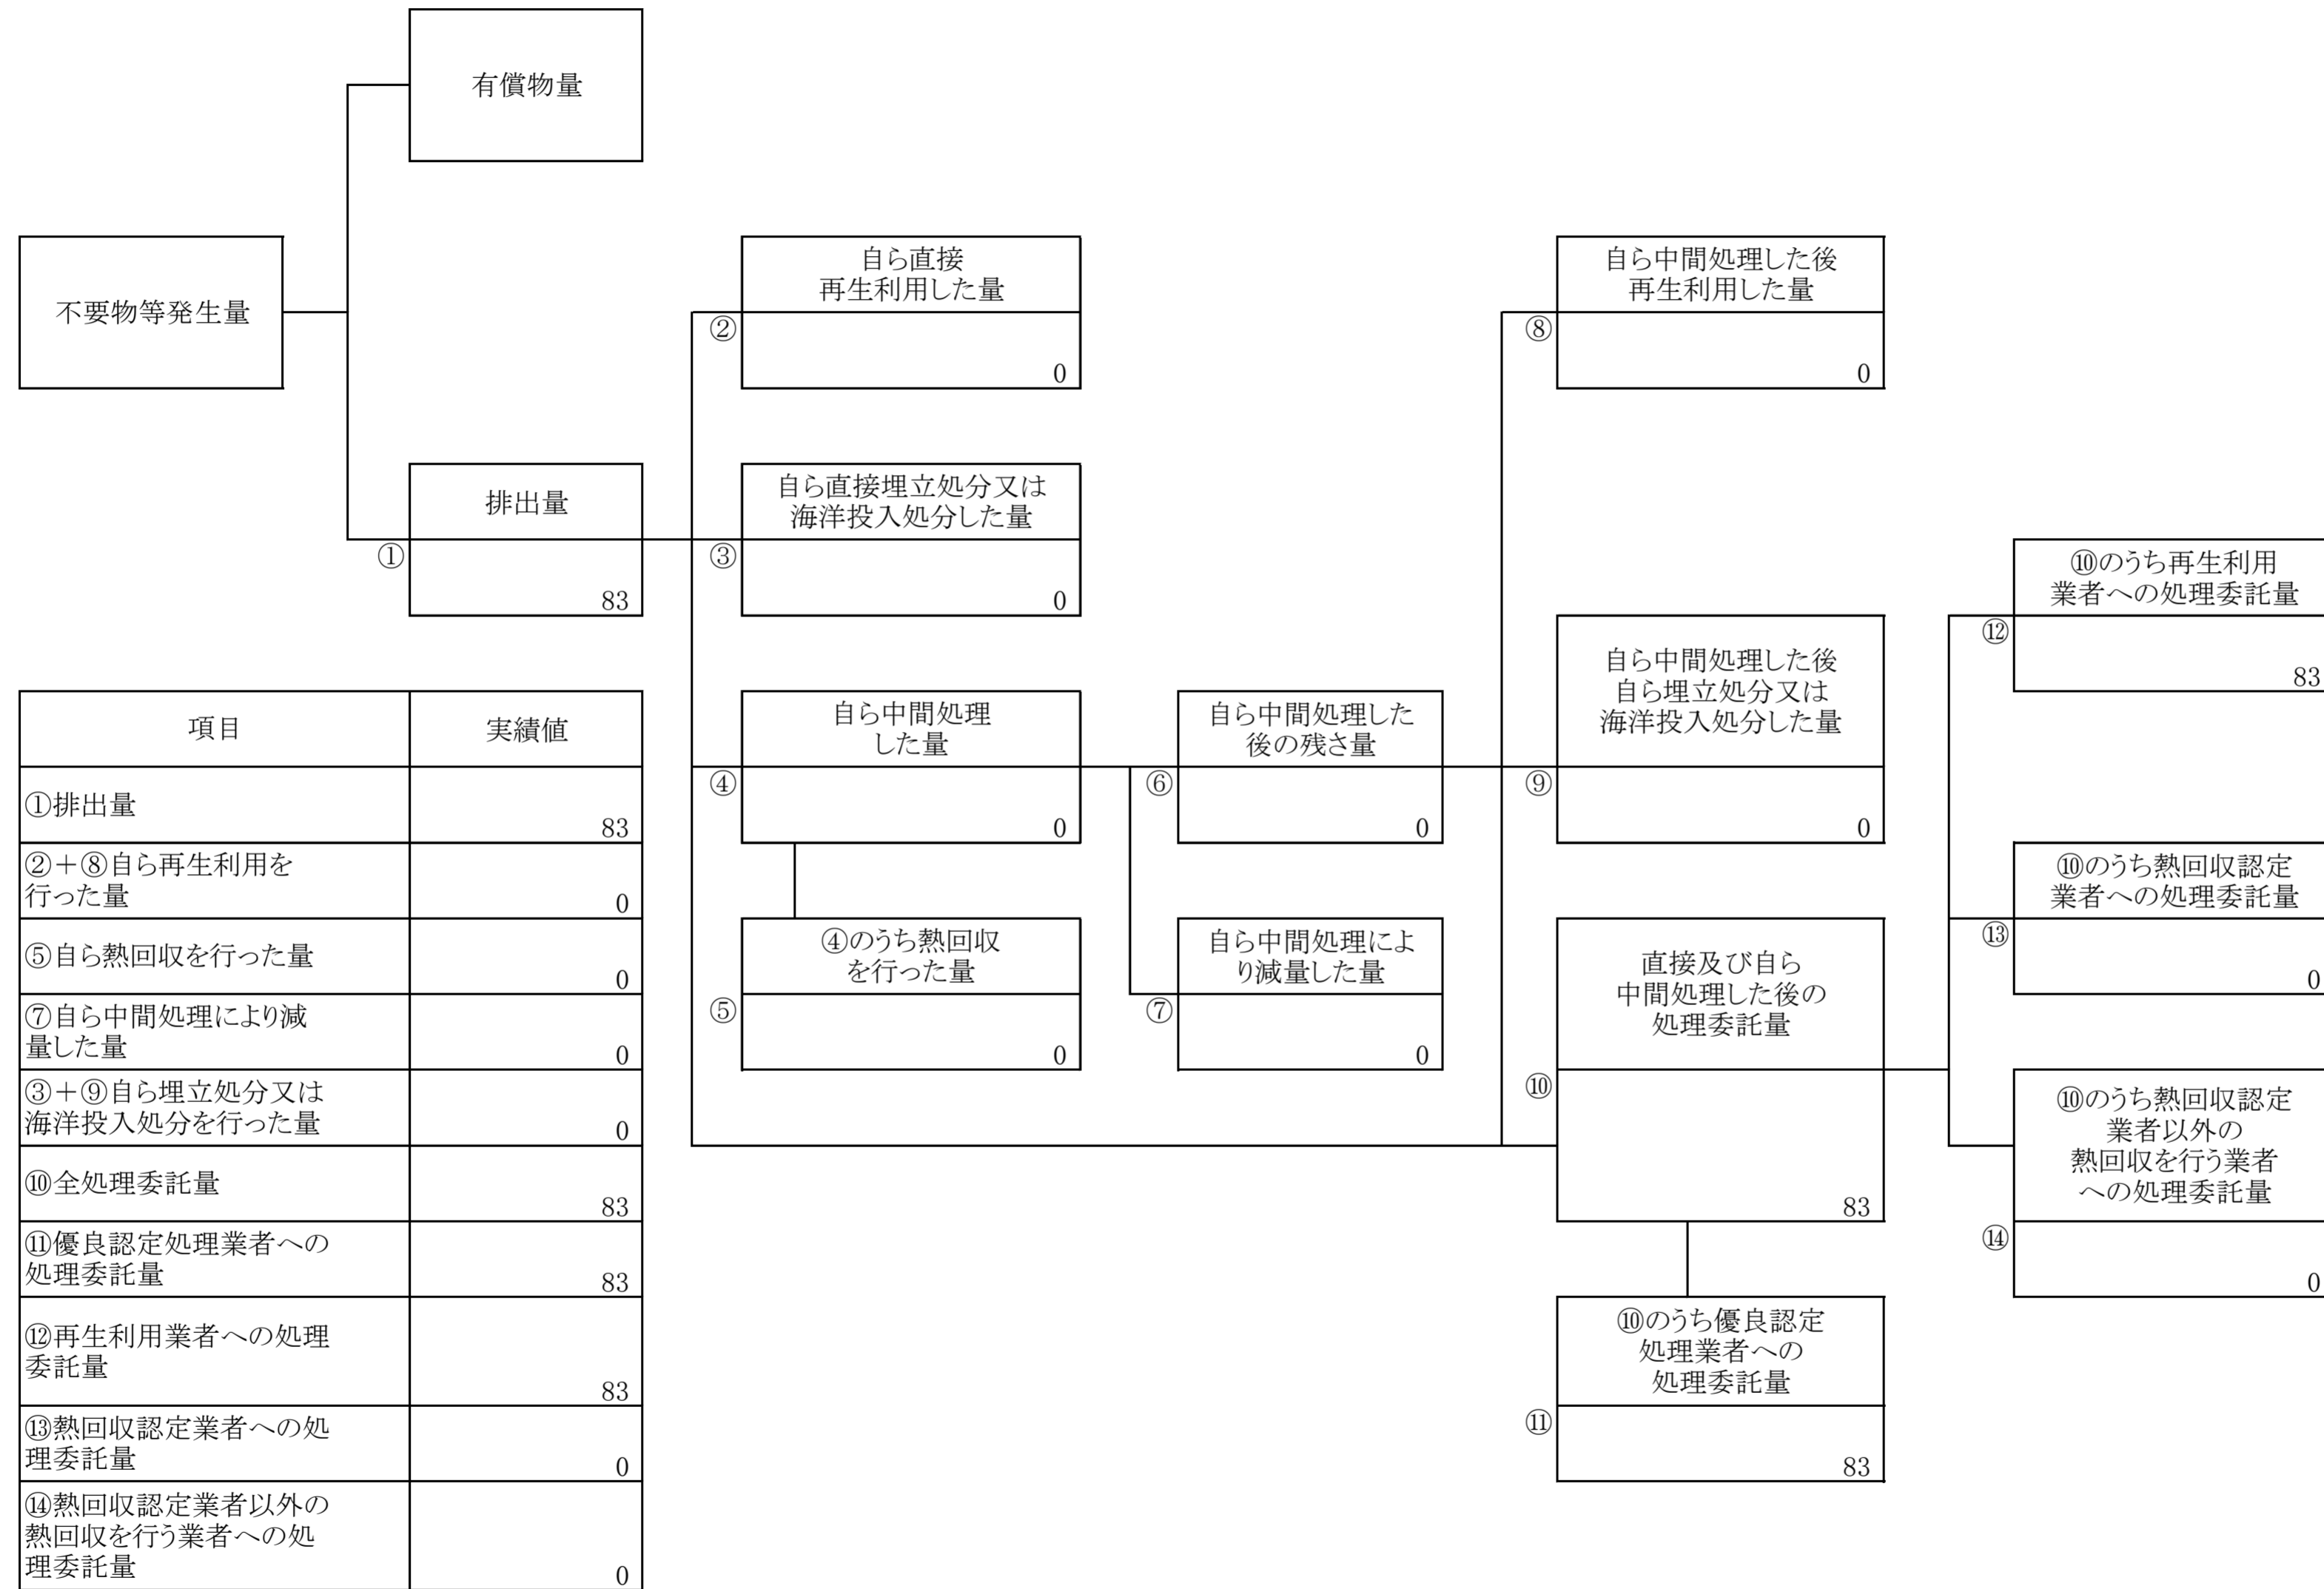 有償物量
不要物等発生量
自ら直接
再生利用した量
②
0
自ら中間処理した後
再生利用した量
⑧
0
排出量
①
83
自ら直接埋立処分又は
海洋投入処分した量
③
0
⑩のうち再生利用
業者への処理委託量
⑫
83
自ら中間処理
した量
④
0
自ら中間処理した
後の残さ量
⑥
0
自ら中間処理した後
自ら埋立処分又は
海洋投入処分した量
⑨
0
⑩のうち熱回収認定
業者への処理委託量
⑬
0
④のうち熱回収
を行った量
⑤
0
自ら中間処理によ
り減量した量
⑦
0
直接及び自ら
中間処理した後の
処理委託量
⑩
83
⑩のうち熱回収認定
業者以外の
熱回収を行う業者
への処理委託量
⑭
0
⑩のうち優良認定
処理業者への
処理委託量
⑪
83
項目
実績値
①排出量
83
②＋⑧自ら再生利用を
行った量
0
⑤自ら熱回収を行った量
0
⑦自ら中間処理により減
量した量
0
③＋⑨自ら埋立処分又は
海洋投入処分を行った量
0
⑩全処理委託量
83
⑪優良認定処理業者への
処理委託量
83
⑫再生利用業者への処理
委託量
83
⑬熱回収認定業者への処
理委託量
0
⑭熱回収認定業者以外の
熱回収を行う業者への処
理委託量
0